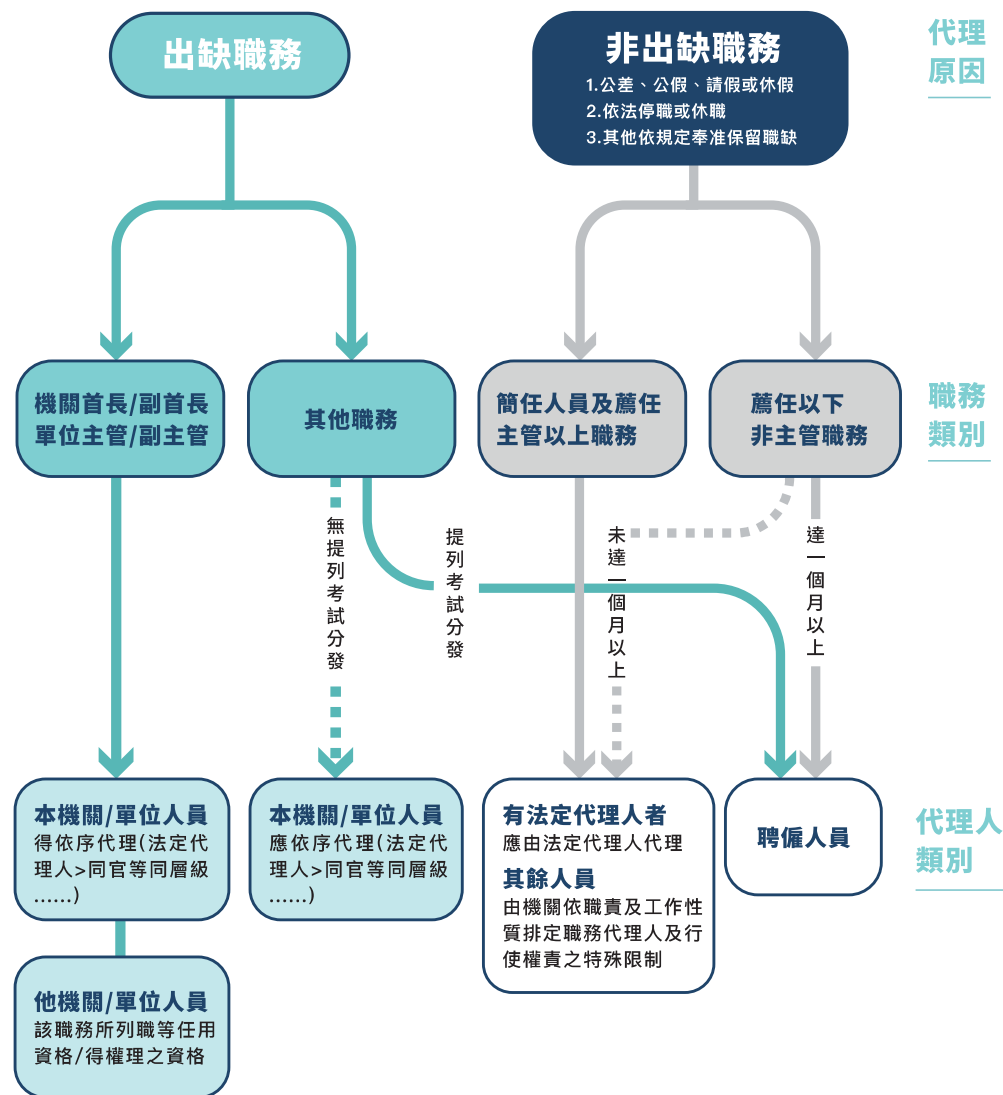 出缺職務
非出缺職務
1.公差、公假、請假或休假
2.依法停職或休職
3.其他依規定奉准保留職缺
代理
原因
機關首長/副首長
單位主管/副主管
其他職務
簡任人員及薦任
主管以上職務
薦任以下
非主管職務
職務
類別
無提列考試分發
提列考試分發
未達一個月以上
達一個月以上
本機關/單位人員
得依序代理(法定代
理人>同官等同層級
......)
本機關/單位人員
應依序代理(法定代
理人>同官等同層級
......)
有法定代理人者
應由法定代理人代理
其餘人員
由機關依職責及工作性
質排定職務代理人及行
使權責之特殊限制
聘僱人員
代理人
類別
他機關/單位人員
該職務所列職等任用
資格/得權理之資格